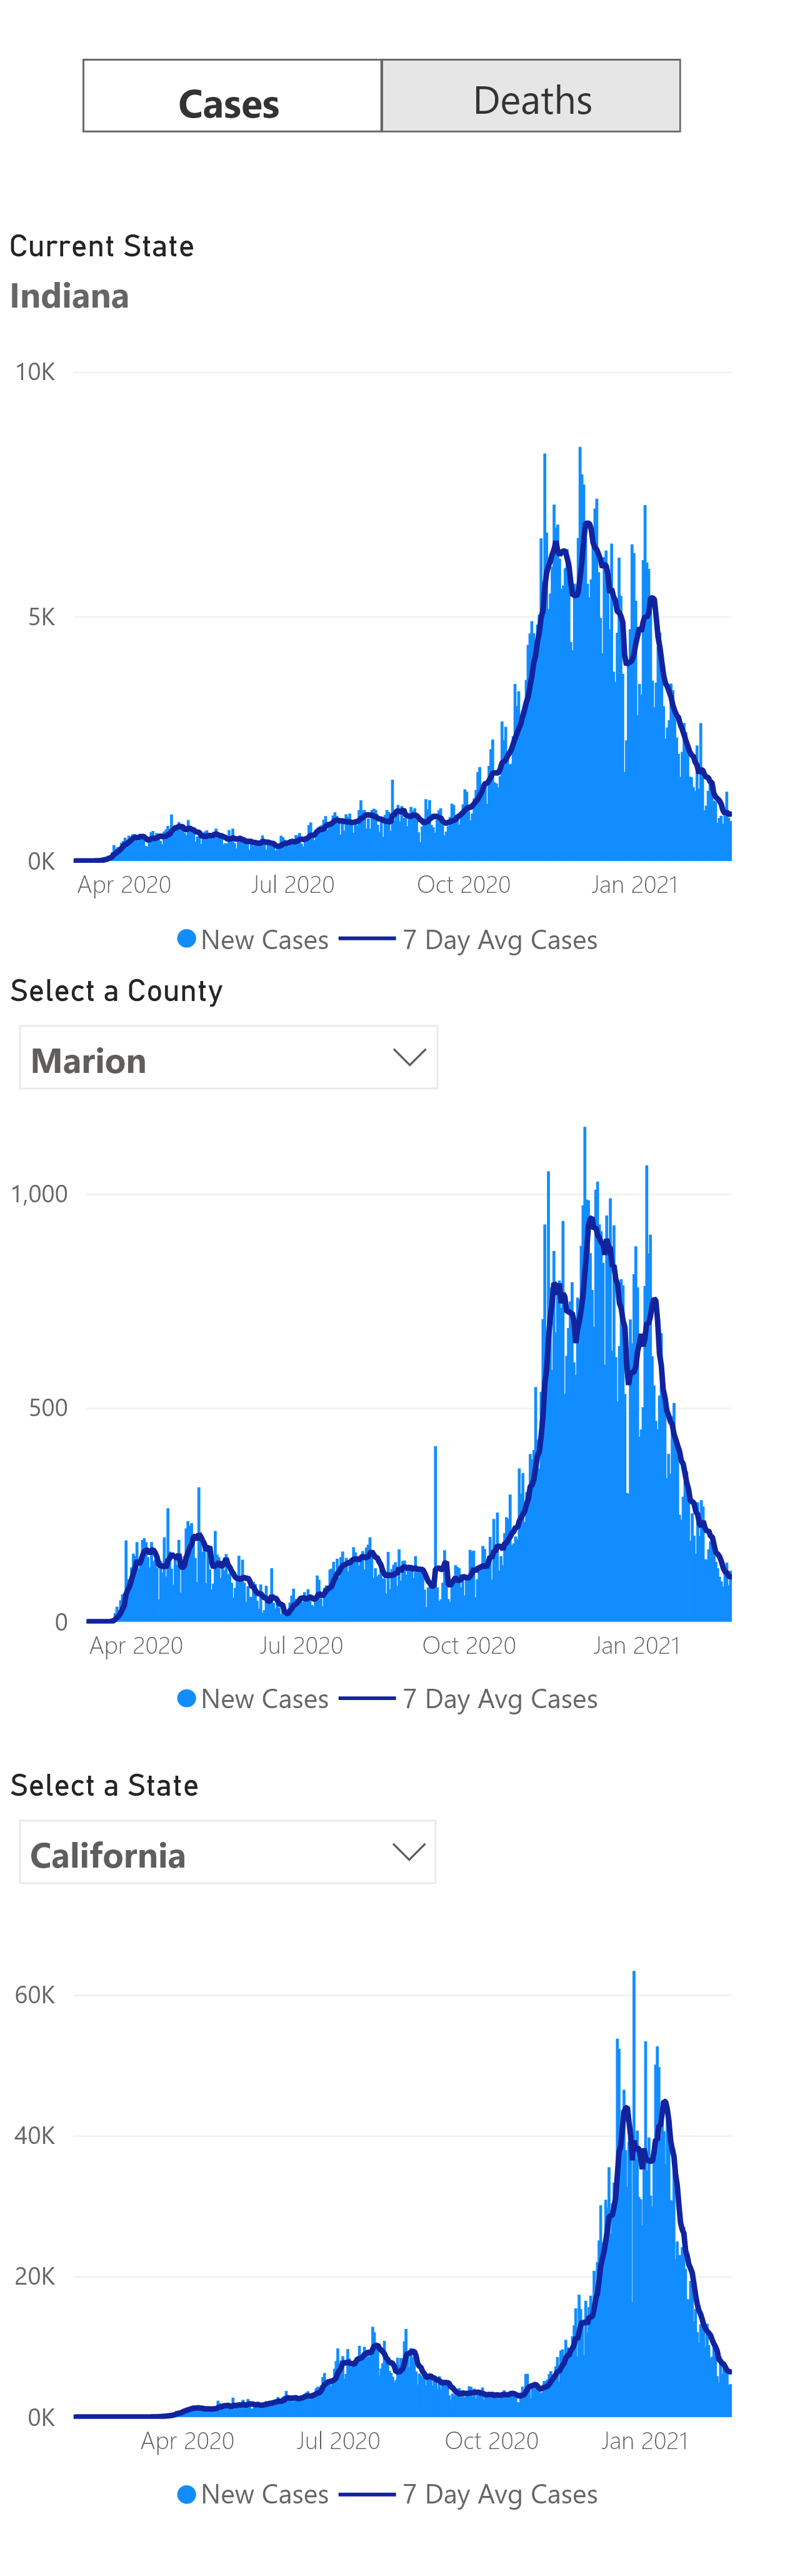 Cases Deaths
Current State
Indiana
10K
5K
0K
Apr 2020 Jul 2020 Oct 2020 Jan 2021
New Cases 7 Day Avg Cases
Select a County
Marion
1,000
500
0
Apr 2020 Jul 2020 Oct 2020 Jan 2021
New Cases 7 Day Avg Cases
Select a State
California
60K
40K
20K
0K
Apr 2020 Jul 2020 Oct 2020 Jan 2021
New Cases 7 Day Avg Cases